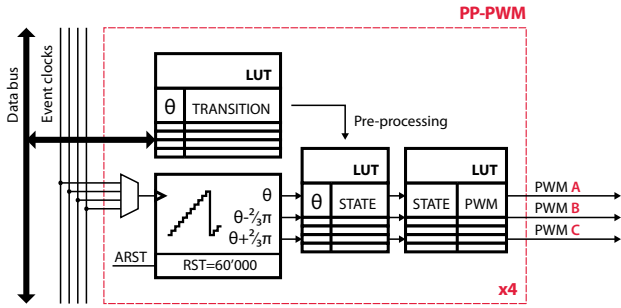 PP-PWM
Data bus
Event clocks
LUT
θ TRANSITION
Pre-processing
LUT
θ STATE
LUT
STATE PWM
θ
θ-⅔π
θ+⅔π
ARST
RST=60'000
PWM A
PWM B
PWM C
x4